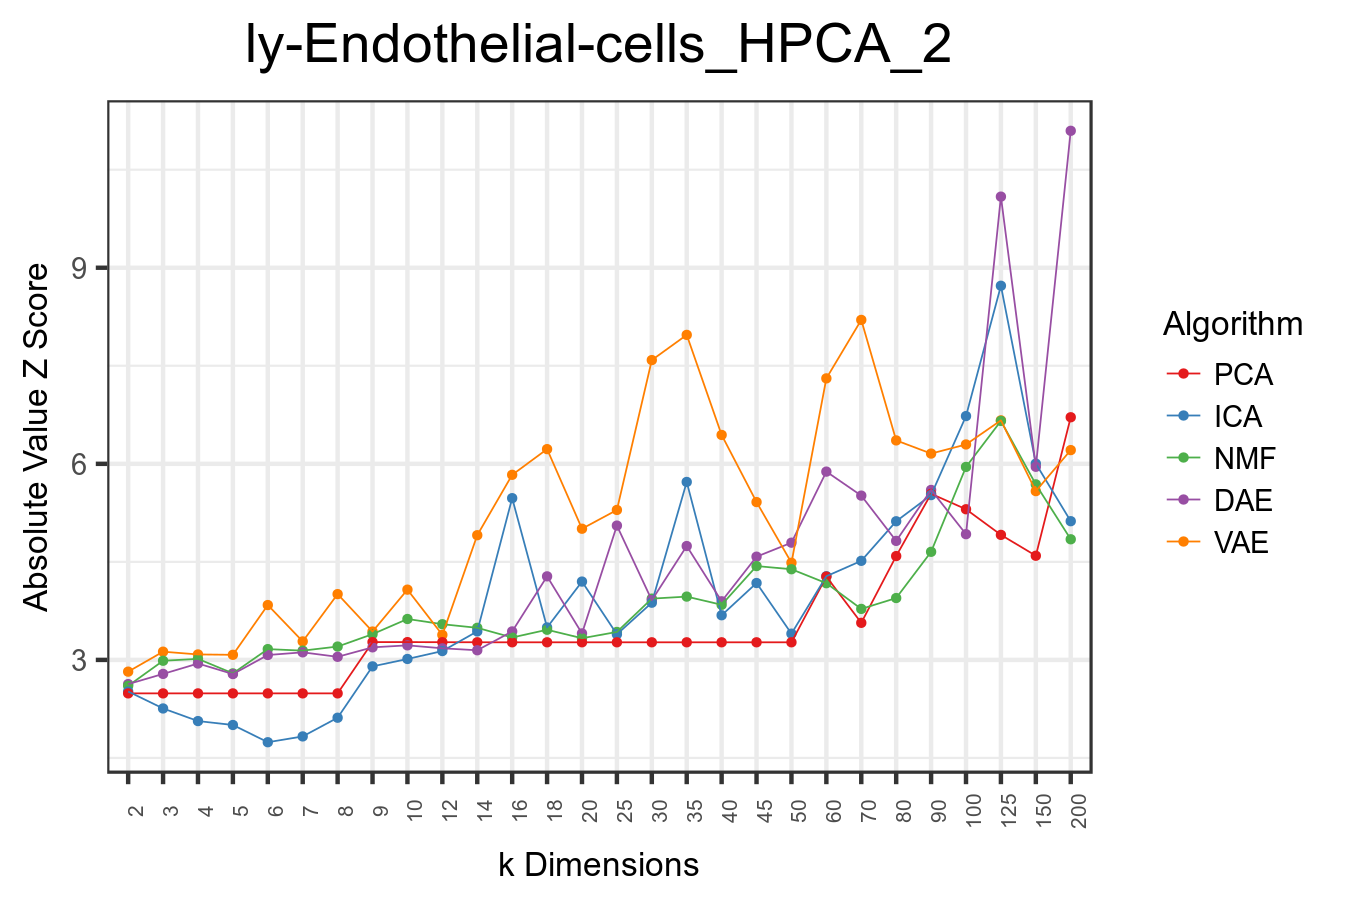 ly-Endothelial-cells_HPCA_2
Absolute Value Z Score
9
6
3
2 3 4 5 6 7 8 9 10 12 14 16 18 20 25 30 35 40 45 50 60 70 80 90 100 125 150 200
k Dimensions
Algorithm
PCA
ICA
NMF
DAE
VAE